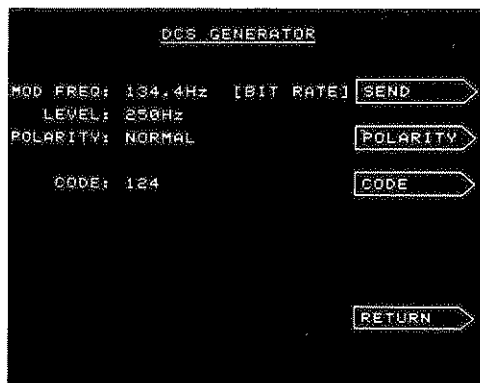 DCS GENERATOR
MOD FREQ: 134.4Hz [BIT RATE] SEND
LEVEL: 250Hz
POLARITY: NORMAL POLARITY
CODE: 124 CODE
RETURN